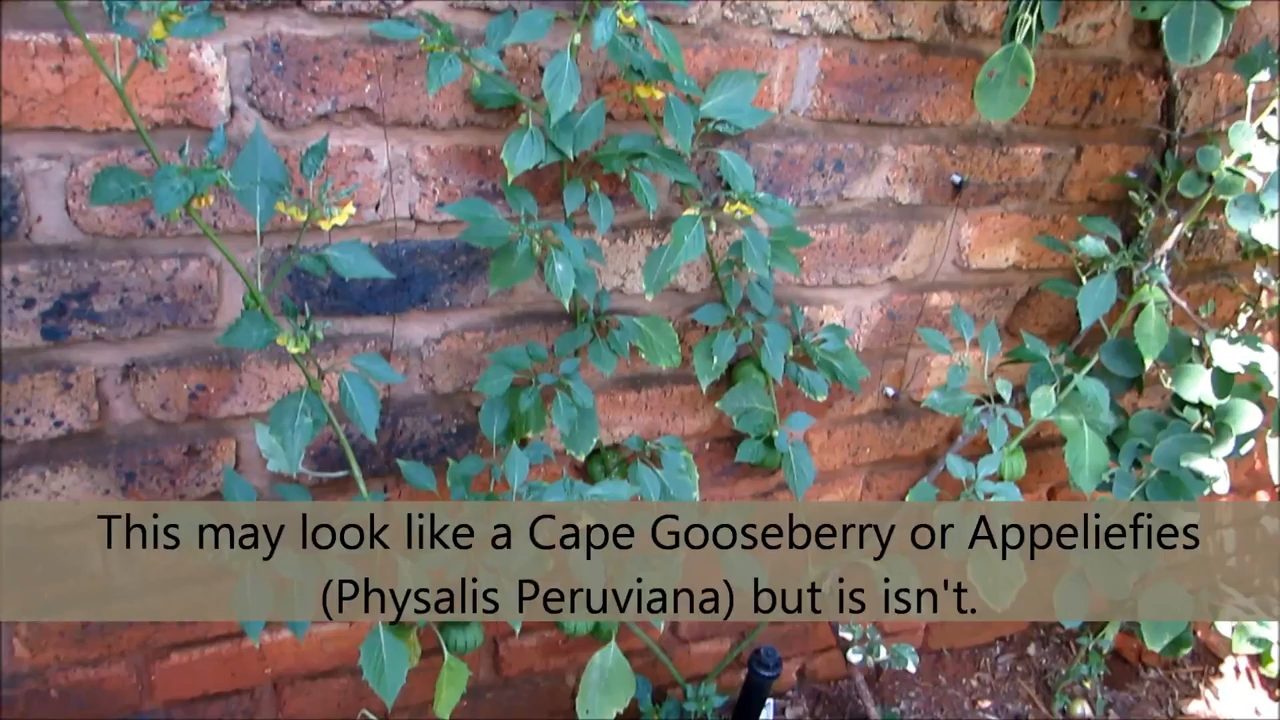 This may look like a Cape Gooseberry or Appeliefies
(Physalis Peruviana) but is isn't.